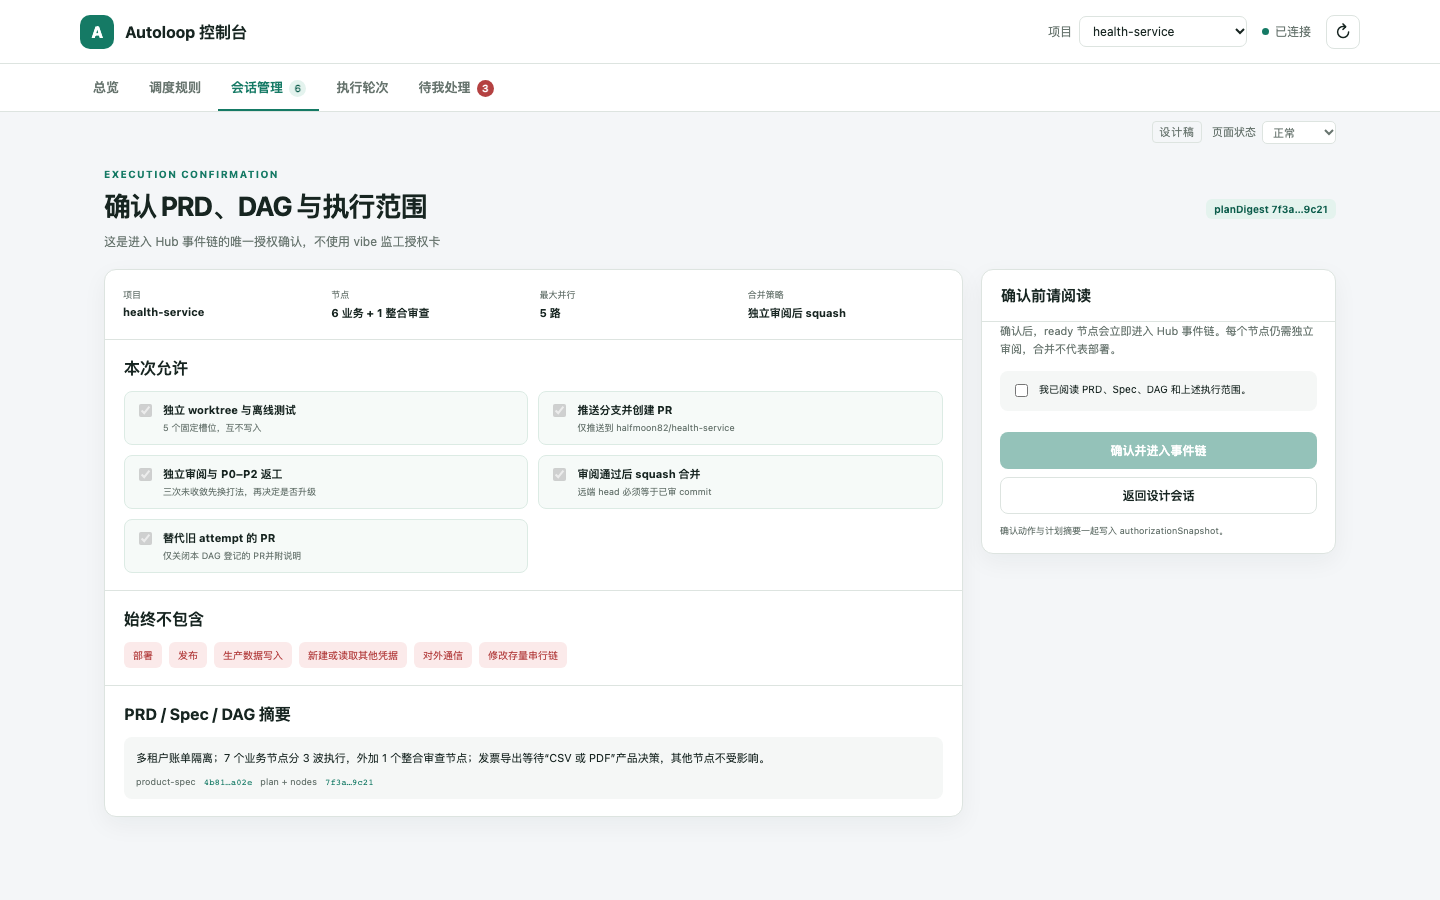 A
Autoloop 控制台
项目
health-service
已连接
总览
调度规则
会话管理 6
执行轮次
待我处理 3
设计稿
页面状态
正常
EXECUTION CONFIRMATION
确认 PRD、DAG 与执行范围
planDigest 7f3a…9c21
这是进入 Hub 事件链的唯一授权确认，不使用 vibe 监工授权卡
项目
health-service
节点
6 业务 + 1 整合审查
最大并行
5 路
合并策略
独立审阅后 squash
本次允许
独立 worktree 与离线测试
5 个固定槽位，互不写入
推送分支并创建 PR
仅推送到 halfmoon82/health-service
独立审阅与 P0–P2 返工
三次未收敛先换打法，再决定是否升级
审阅通过后 squash 合并
远端 head 必须等于已审 commit
替代旧 attempt 的 PR
仅关闭本 DAG 登记的 PR并附说明
始终不包含
部署
发布
生产数据写入
新建或读取其他凭据
对外通信
修改存量串行链
PRD / Spec / DAG 摘要
多租户账单隔离；7 个业务节点分 3 波执行，外加 1 个整合审查节点；发票导出等待“CSV 或 PDF”产品决策，其他节点不受影响。
product-spec 4b81…a02e plan + nodes 7f3a…9c21
确认前请阅读
确认后，ready 节点会立即进入 Hub 事件链。每个节点仍需独立
审阅，合并不代表部署。
我已阅读 PRD、Spec、DAG 和上述执行范围。
确认并进入事件链
返回设计会话
确认动作与计划摘要一起写入 authorizationSnapshot。